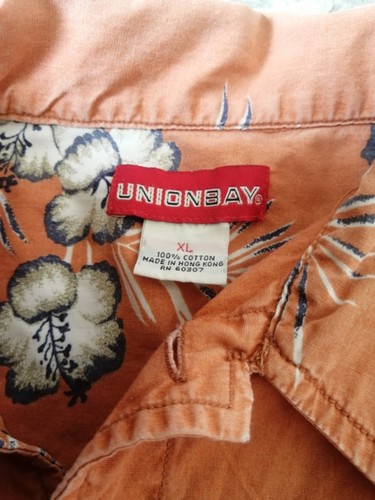 UNIONBAY®
XL
100% COTTON
MADE IN HONG KONG
RN 60307